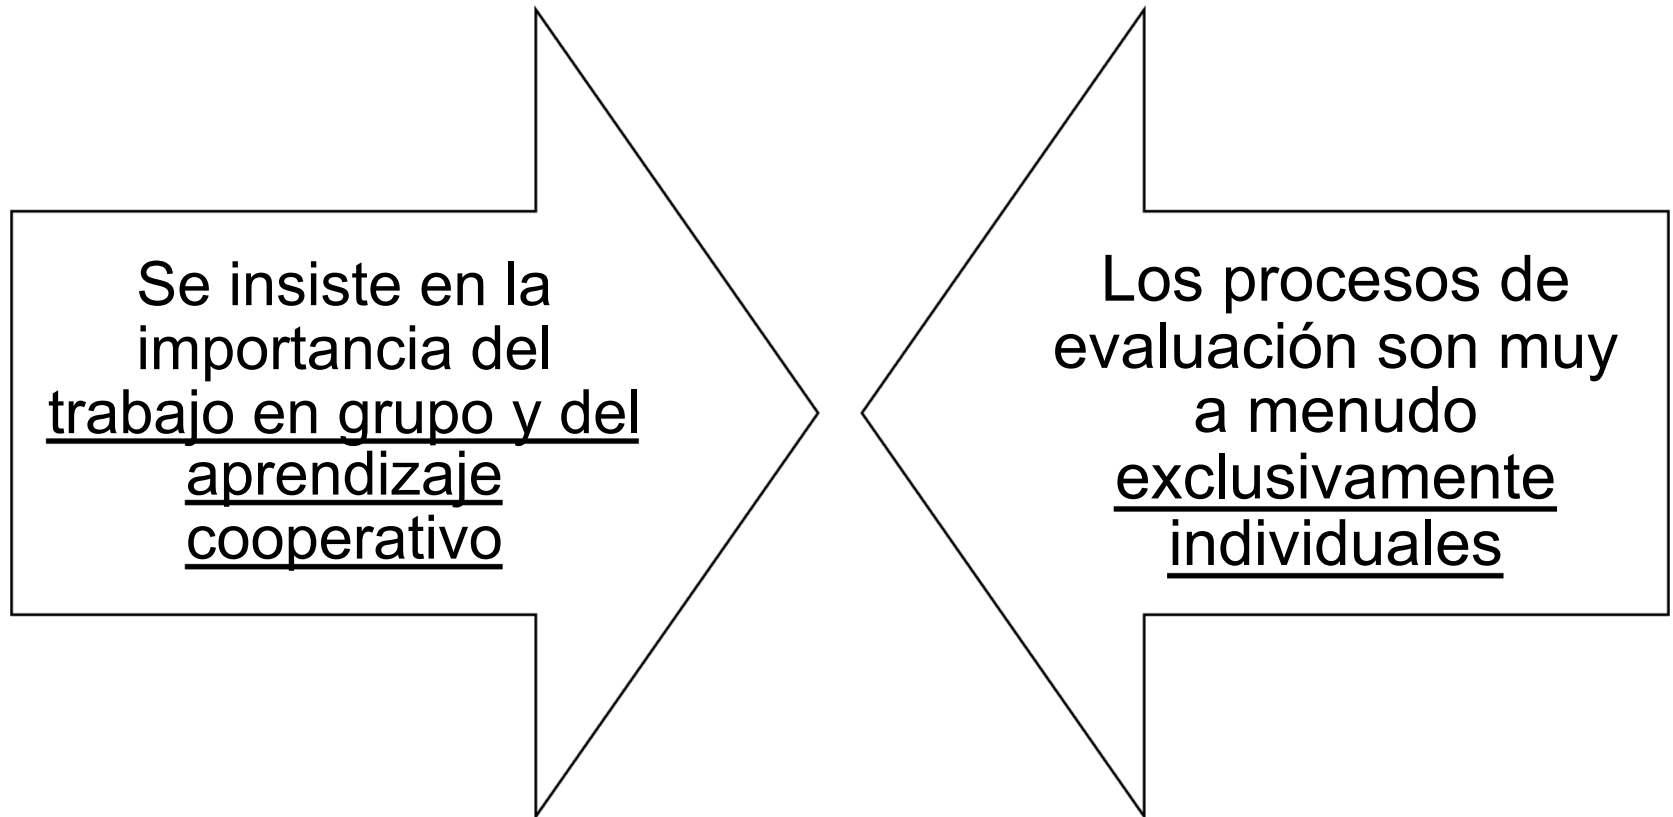 Se insiste en la
importancia del
trabajo en grupo y del
aprendizaje
cooperativo
Los procesos de
evaluación son muy
a menudo
exclusivamente
individuales